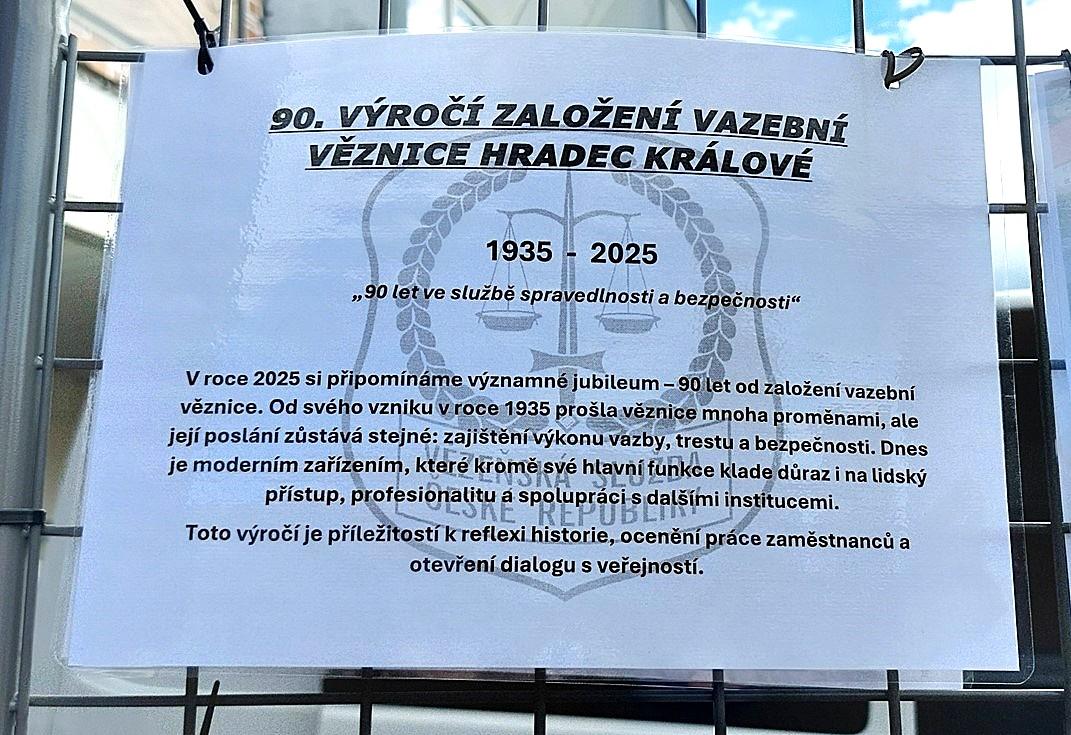 90. VÝROČÍ ZALOŽENÍ VAZEBNÍ
VĚZNICE HRADEC KRÁLOVÉ
1935 - 2025
„90 let ve službě spravedlnosti a bezpečnosti“
V roce 2025 si připomínáme významné jubileum – 90 let od založení vazební
věznice. Od svého vzniku v roce 1935 prošla věznice mnoha proměnami, ale
její poslání zůstává stejné: zajištění výkonu vazby, trestu a bezpečnosti. Dnes
je moderním zařízením, které kromě své hlavní funkce klade důraz i na lidský
přístup, profesionalitu a spolupráci s dalšími institucemi.
Toto výročí je příležitostí k reflexi historie, ocenění práce zaměstnanců a
otevření dialogu s veřejností.
VĚZEŇSKÁ SLUŽBA
ČESKÉ REPUBLIKY